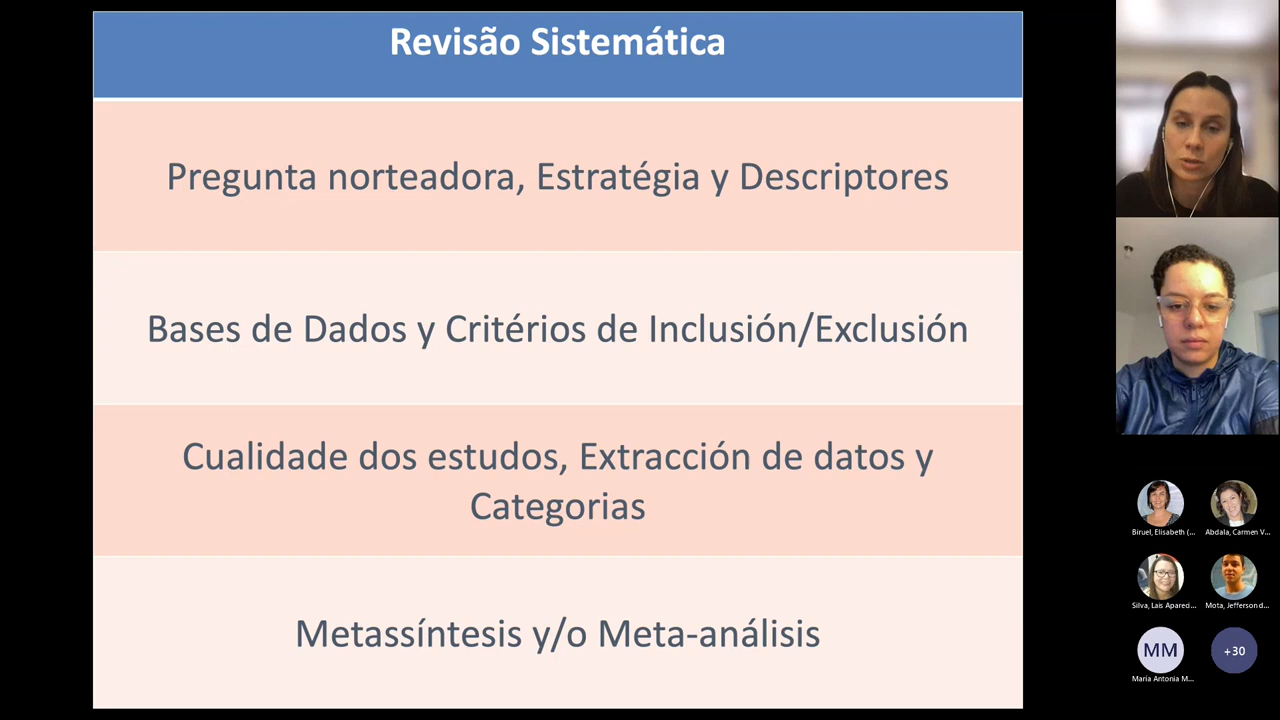 Revisão Sistemática
Pregunta norteadora, Estratégia y Descriptores
Bases de Dados y Critérios de Inclusión/Exclusión
Cualidade dos estudos, Extracción de datos y
Categorias
Metassíntesis y/o Meta-análisis
Biruel, Elisabeth (...
Abdala, Carmen V...
Silva, Lais Apared...
Mota, Jefferson d...
MM
+30
María Antonia M...